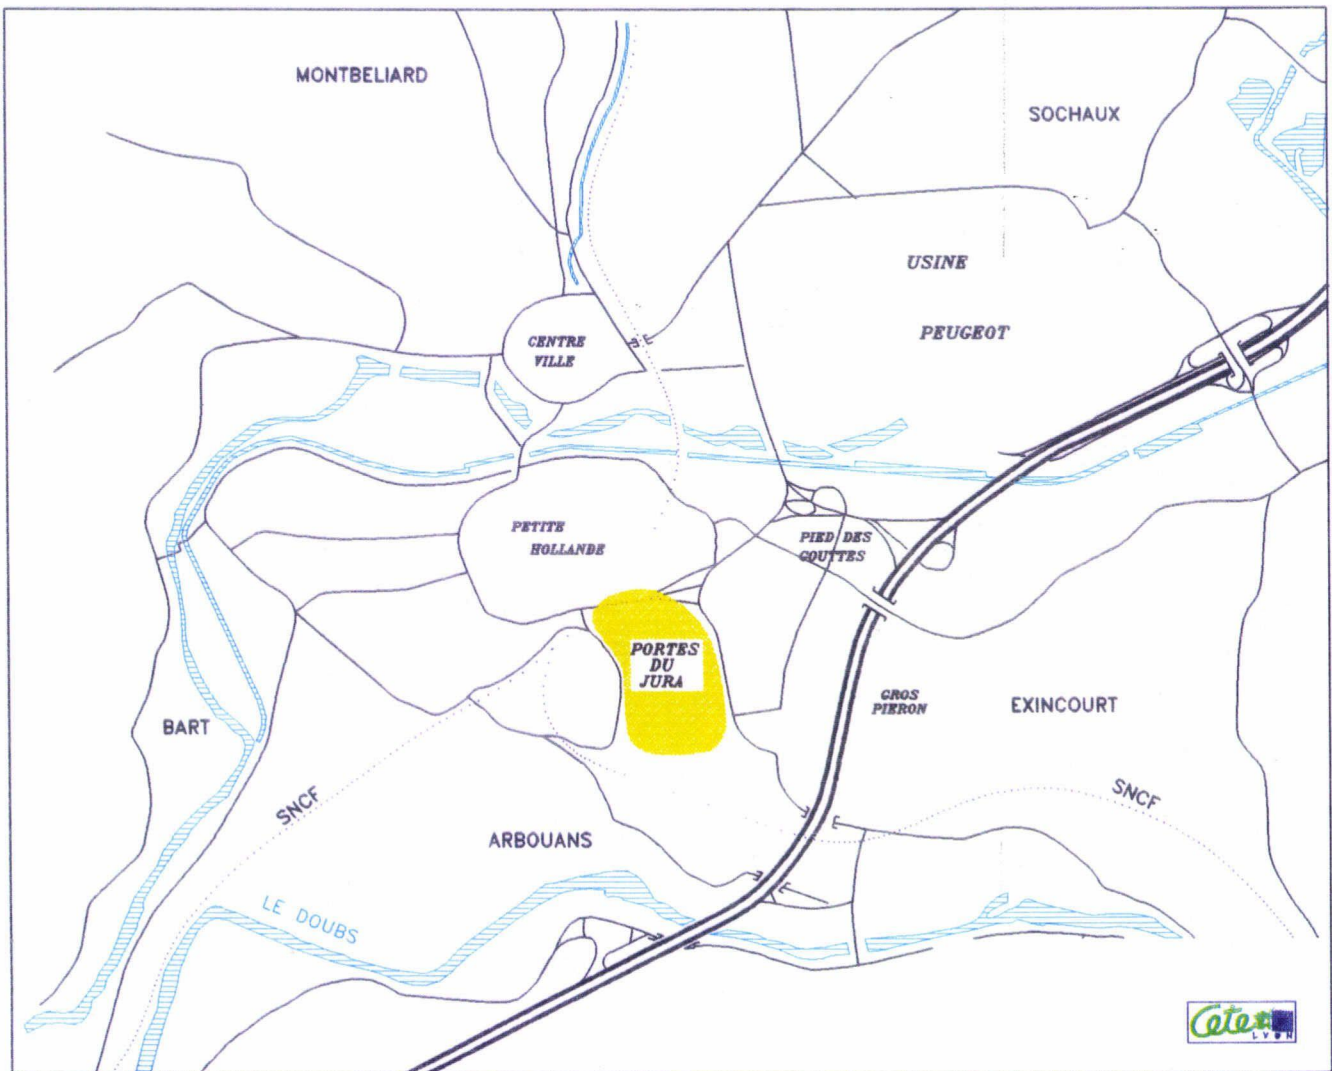 MONTBELIARD
SOCHAUX
USINE
PEUGEOT
CENTRE
VILLE
PETITE
HOLLANDE
PIED DES
GOUTTES
PORTES
DU
JURA
GROS
PIERON
EXINCOURT
BART
SNCF
SNCF
ARBOUANS
LE DOUBS
Cete
LYON